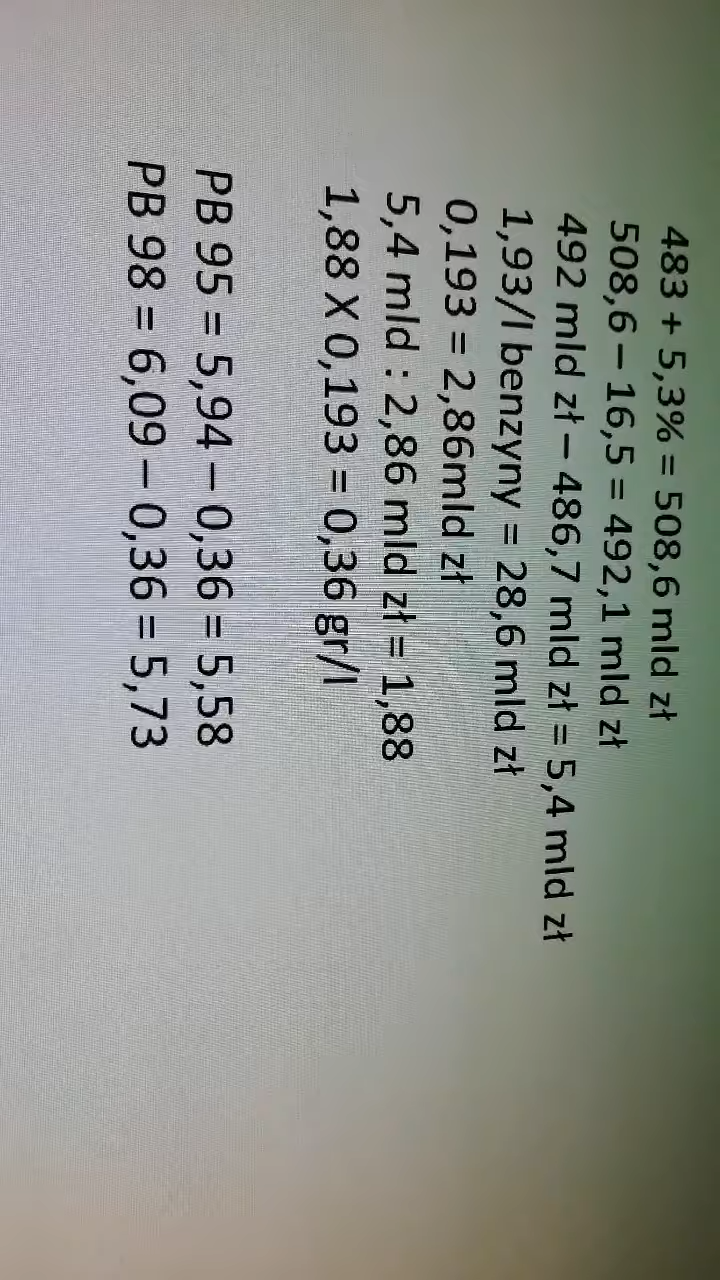 483 + 5,3% = 508,6 mld zł
508,6 – 16,5 = 492,1 mld zł
492 mld zł – 486,7 mld zł = 5,4 mld zł
1,93/l benzyny = 28,6 mld zł
0,193 = 2,86mld zł
5,4 mld : 2,86 mld zł = 1,88
1,88 X 0,193 = 0,36 gr/l
PB 95 = 5,94 – 0,36 = 5,58
PB 98 = 6,09 – 0,36 = 5,73